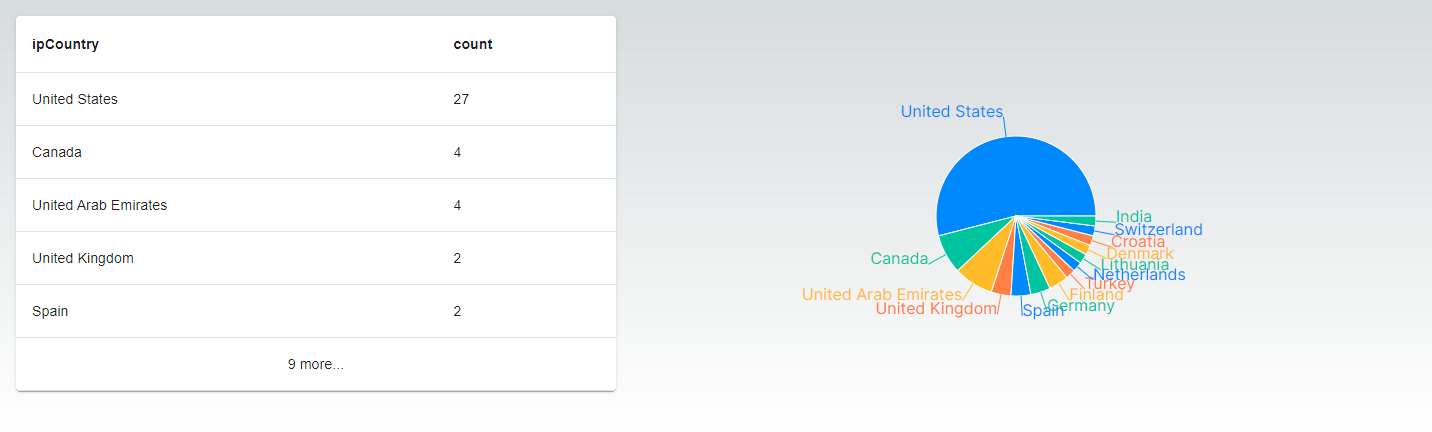 ipCountry count
United States 27
Canada 4
United Arab Emirates 4
United Kingdom 2
Spain 2
9 more...
United States
India
Switzerland
Croatia
Denmark
Lithuania
Netherlands
Turkey
Finland
Germany
Spain
United Kingdom
United Arab Emirates
Canada